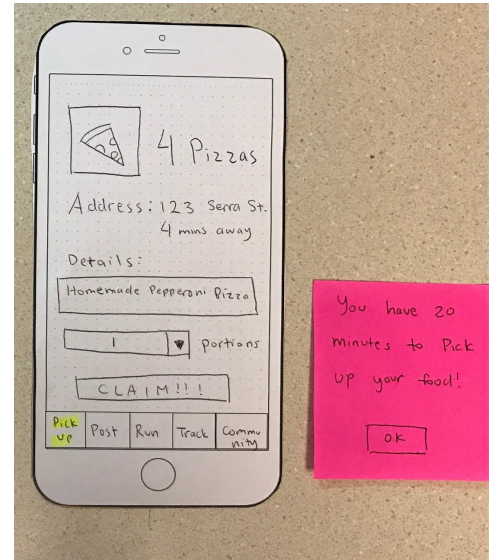 4 Pizzas
Address: 123 Serra St.
4 mins away
Details:
Homemade Pepperoni Pizza
1 portions
CLAIM!!!
Pick
up
Post
Run
Track
Commu
nity
You have 20
minutes to Pick
up your food!
OK